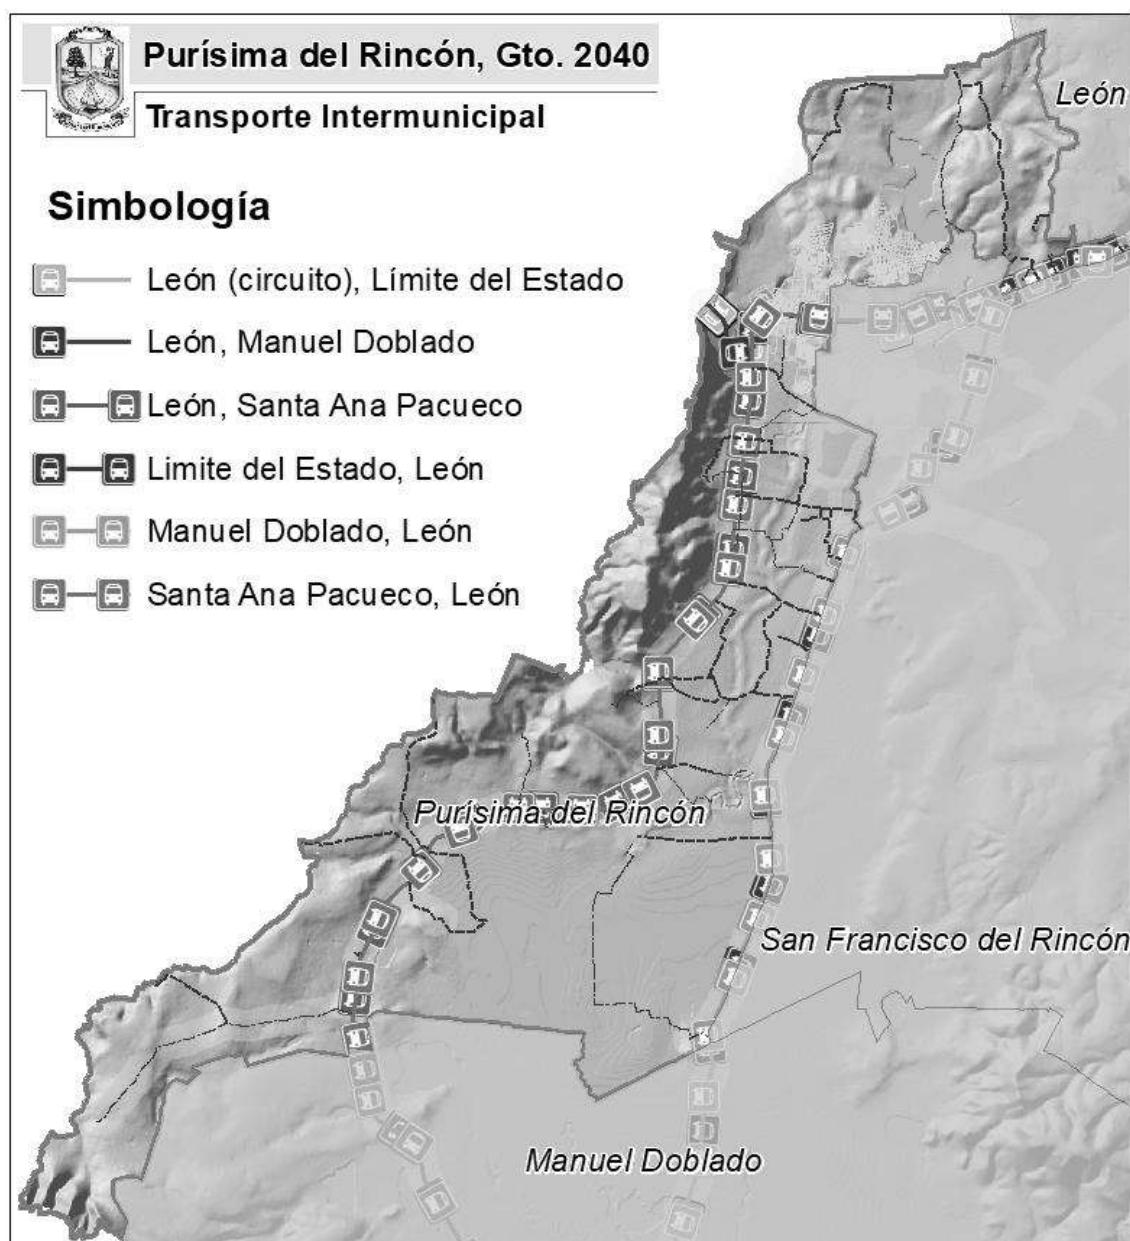 Purísima del Rincón, Gto. 2040
Transporte Intermunicipal
León
Simbología
León (circuito), Límite del Estado
León, Manuel Doblado
León, Santa Ana Pacueco
Limite del Estado, León
Manuel Doblado, León
Santa Ana Pacueco, León
Purísima del Rincón
San Francisco del Rincón
Manuel Doblado